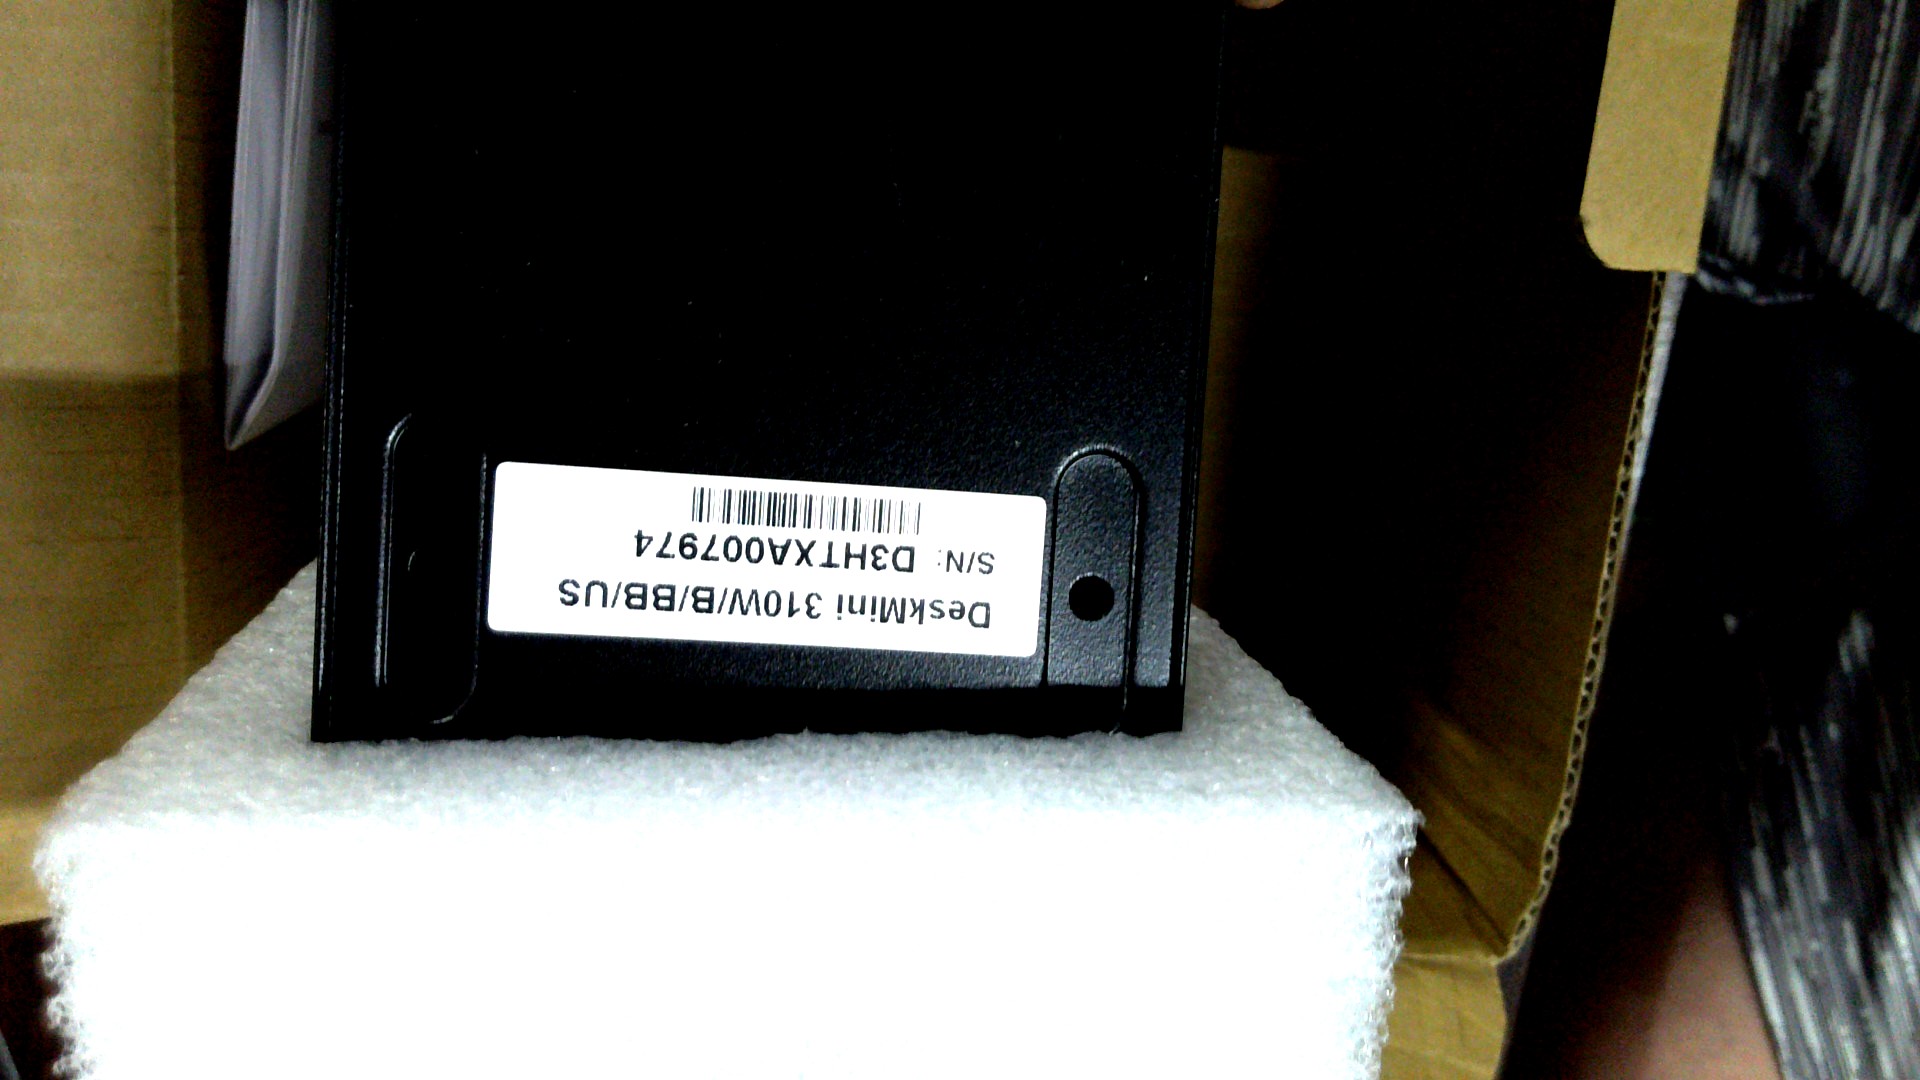 DeskMini 310W/B/BB/US
S/N: D3HTXA007974